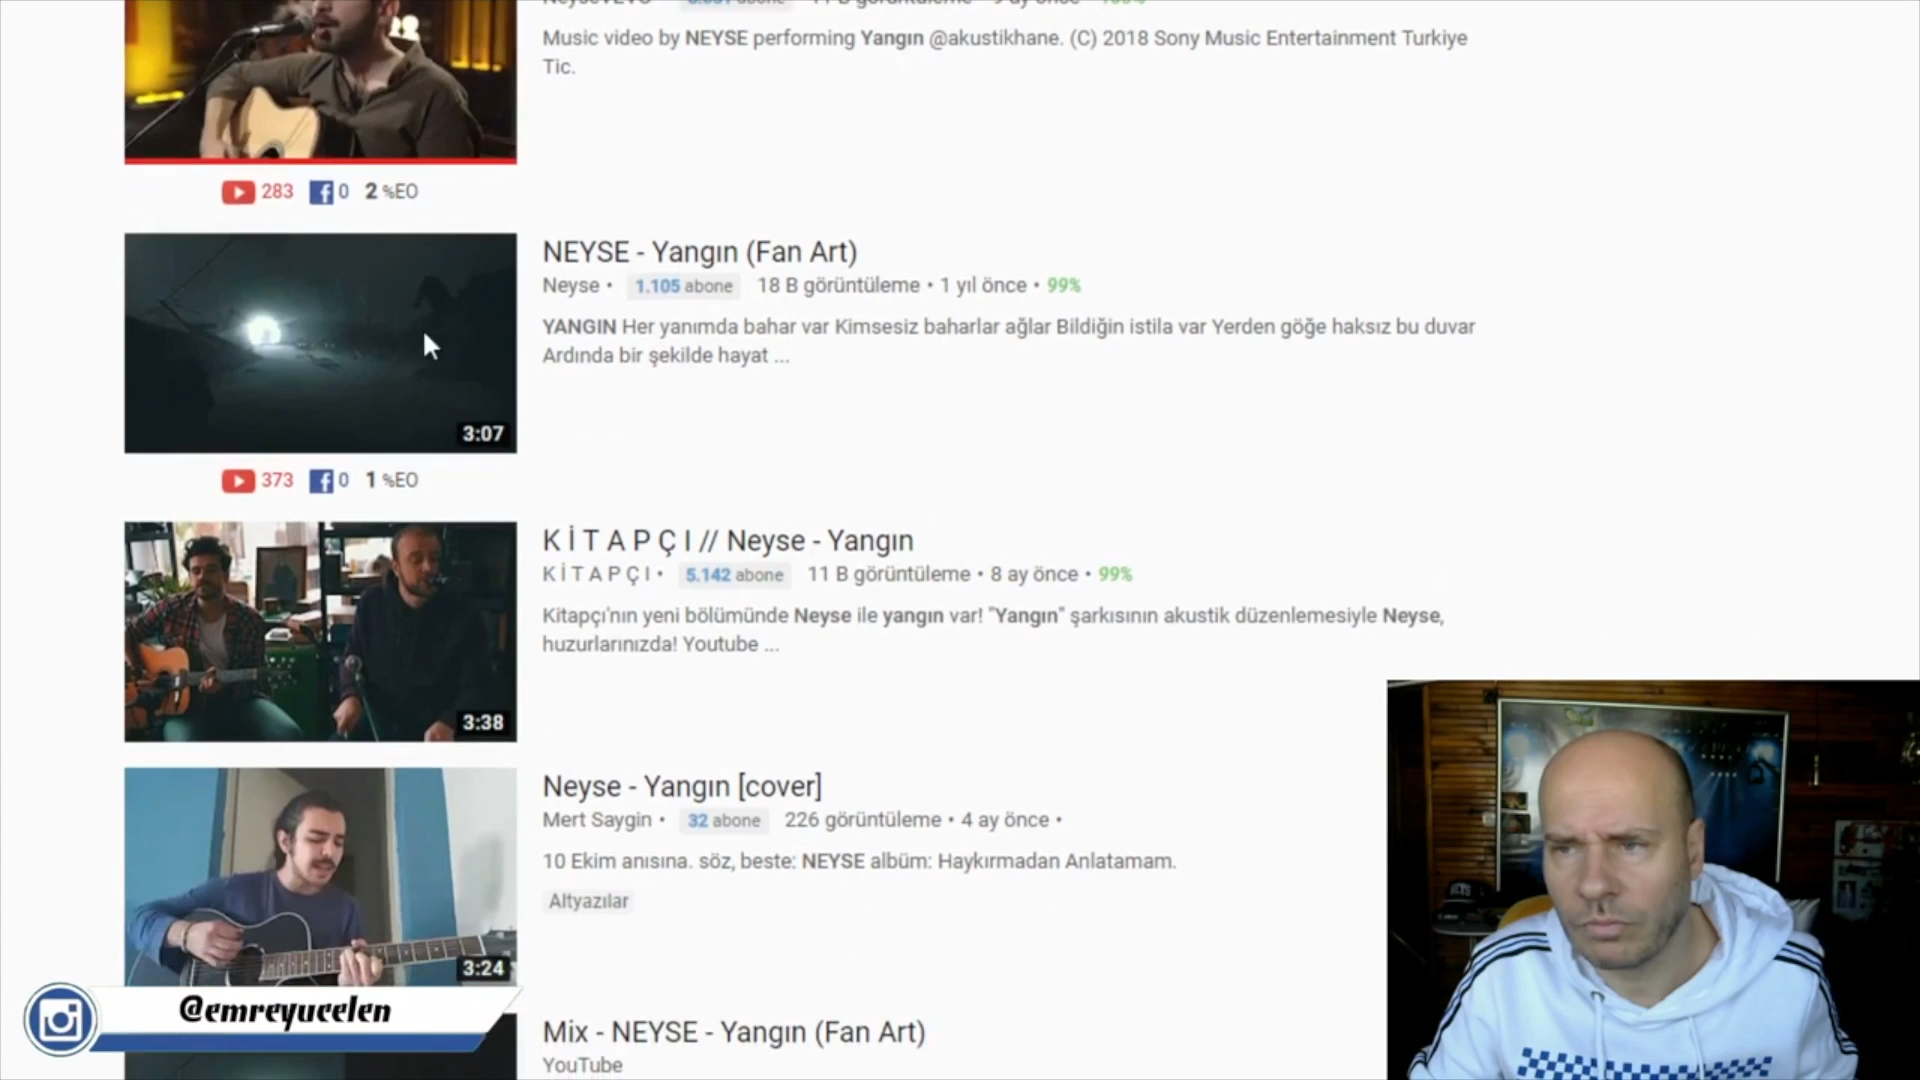 Music video by NEYSE performing Yangın @akustikhane. (C) 2018 Sony Music Entertainment Turkiye
Tic.
283 0 2 %EO
NEYSE - Yangın (Fan Art)
Neyse • 1.105 abone 18 B görüntüleme • 1 yıl önce • 99%
YANGIN Her yanımda bahar var Kimsesiz baharlar ağlar Bildiğin istila var Yerden göğe haksız bu duvar
Ardında bir şekilde hayat ...
3:07
373 0 1 %EO
K İ T A P Ç I // Neyse - Yangın
K İ T A P Ç I • 5.142 abone 11 B görüntüleme • 8 ay önce • 99%
Kitapçı'nın yeni bölümünde Neyse ile yangın var! "Yangın" şarkısının akustik düzenlemesiyle Neyse,
huzurlarınızda! Youtube ...
3:38
Neyse - Yangın [cover]
Mert Saygin • 32 abone 226 görüntüleme • 4 ay önce •
10 Ekim anısına. söz, beste: NEYSE albüm: Haykırmadan Anlatamam.
Altyazılar
3:24
@emreyucelen
Mix - NEYSE - Yangın (Fan Art)
YouTube